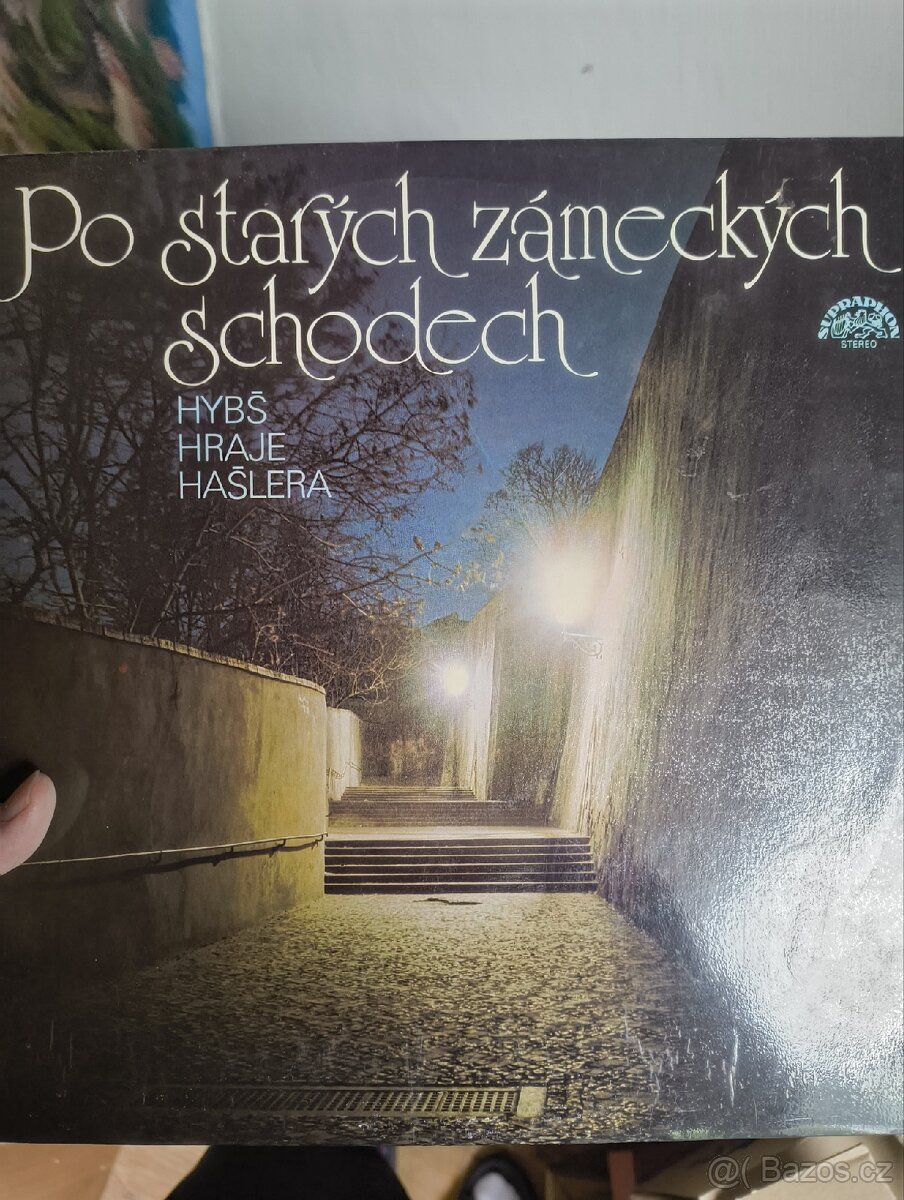 Po starých zámeckých
schodech
SUPRAPHON
STEREO
HYBŠ
HRAJE
HAŠLERA
@( Bazos.cz